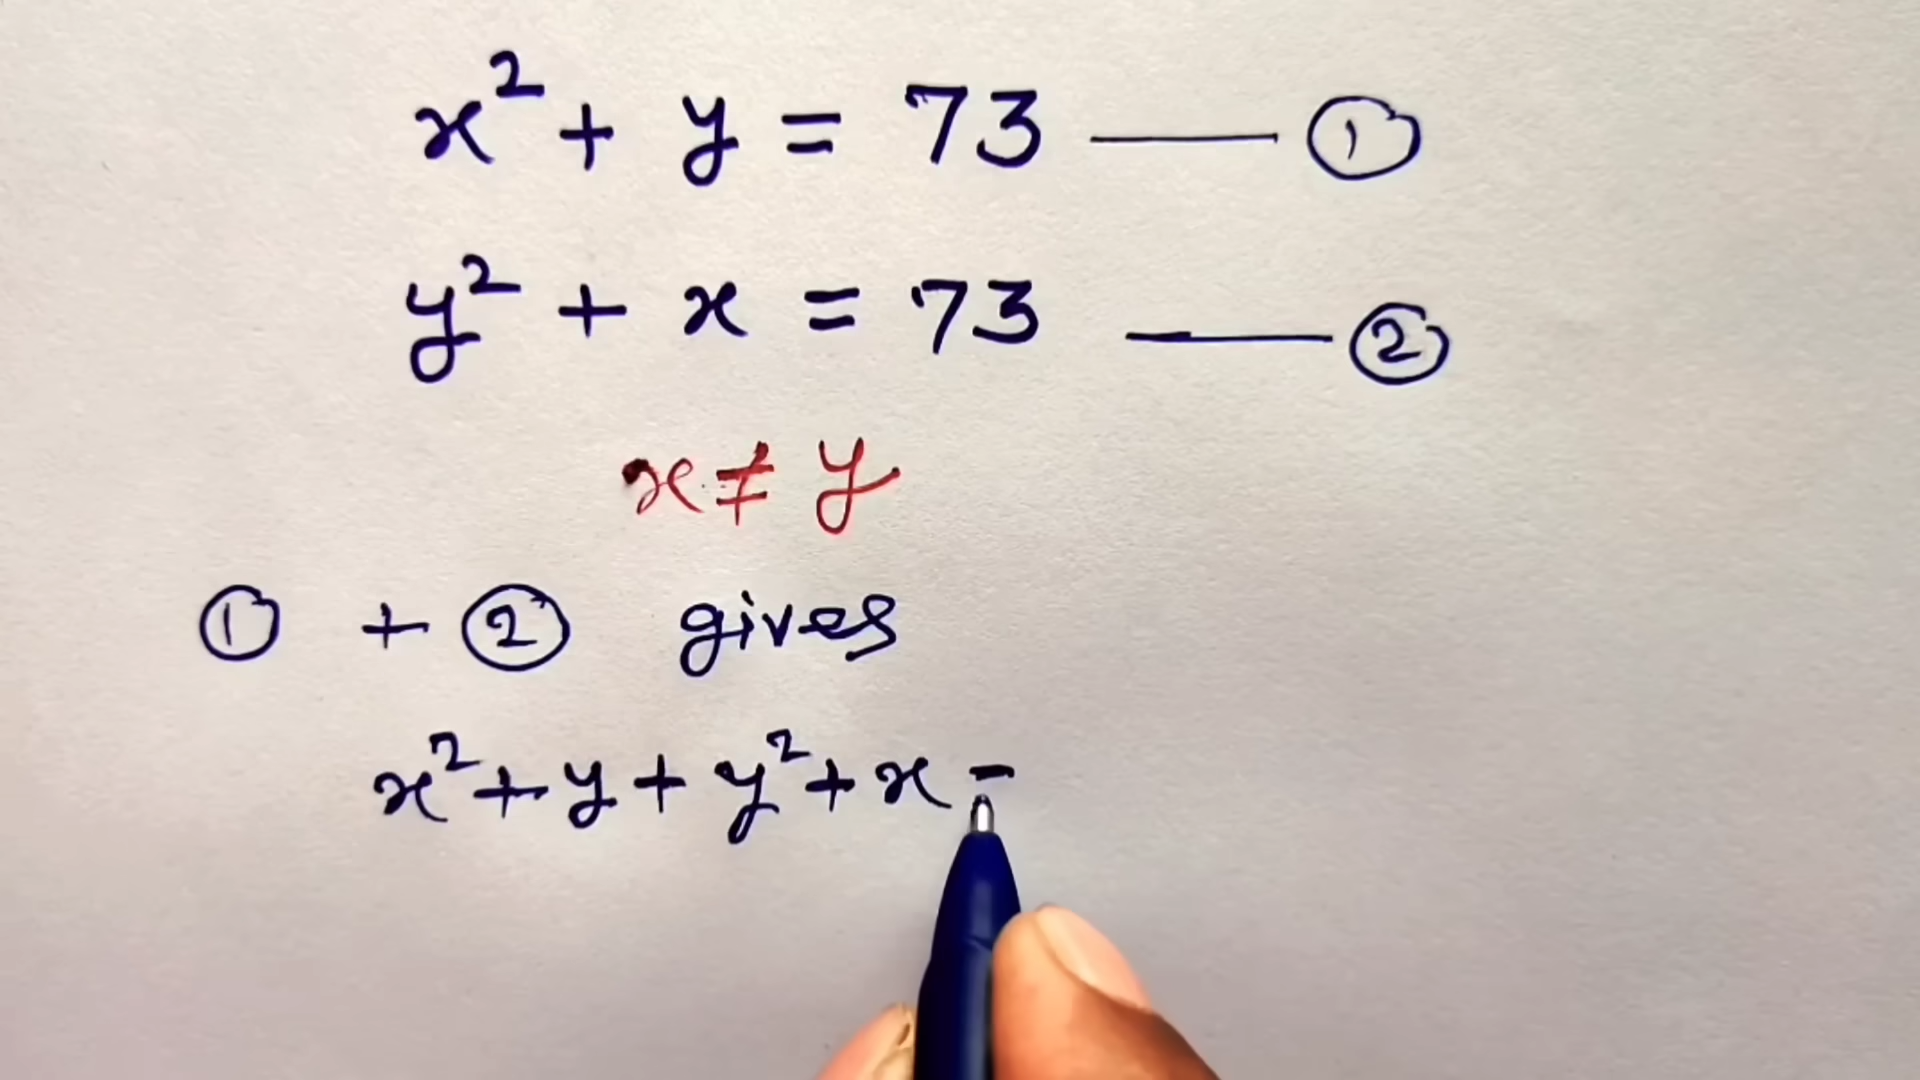 x² + y = 73 —— ①
y² + x = 73 —— ②
x ≠ y
① + ② gives
x² + y + y² + x -